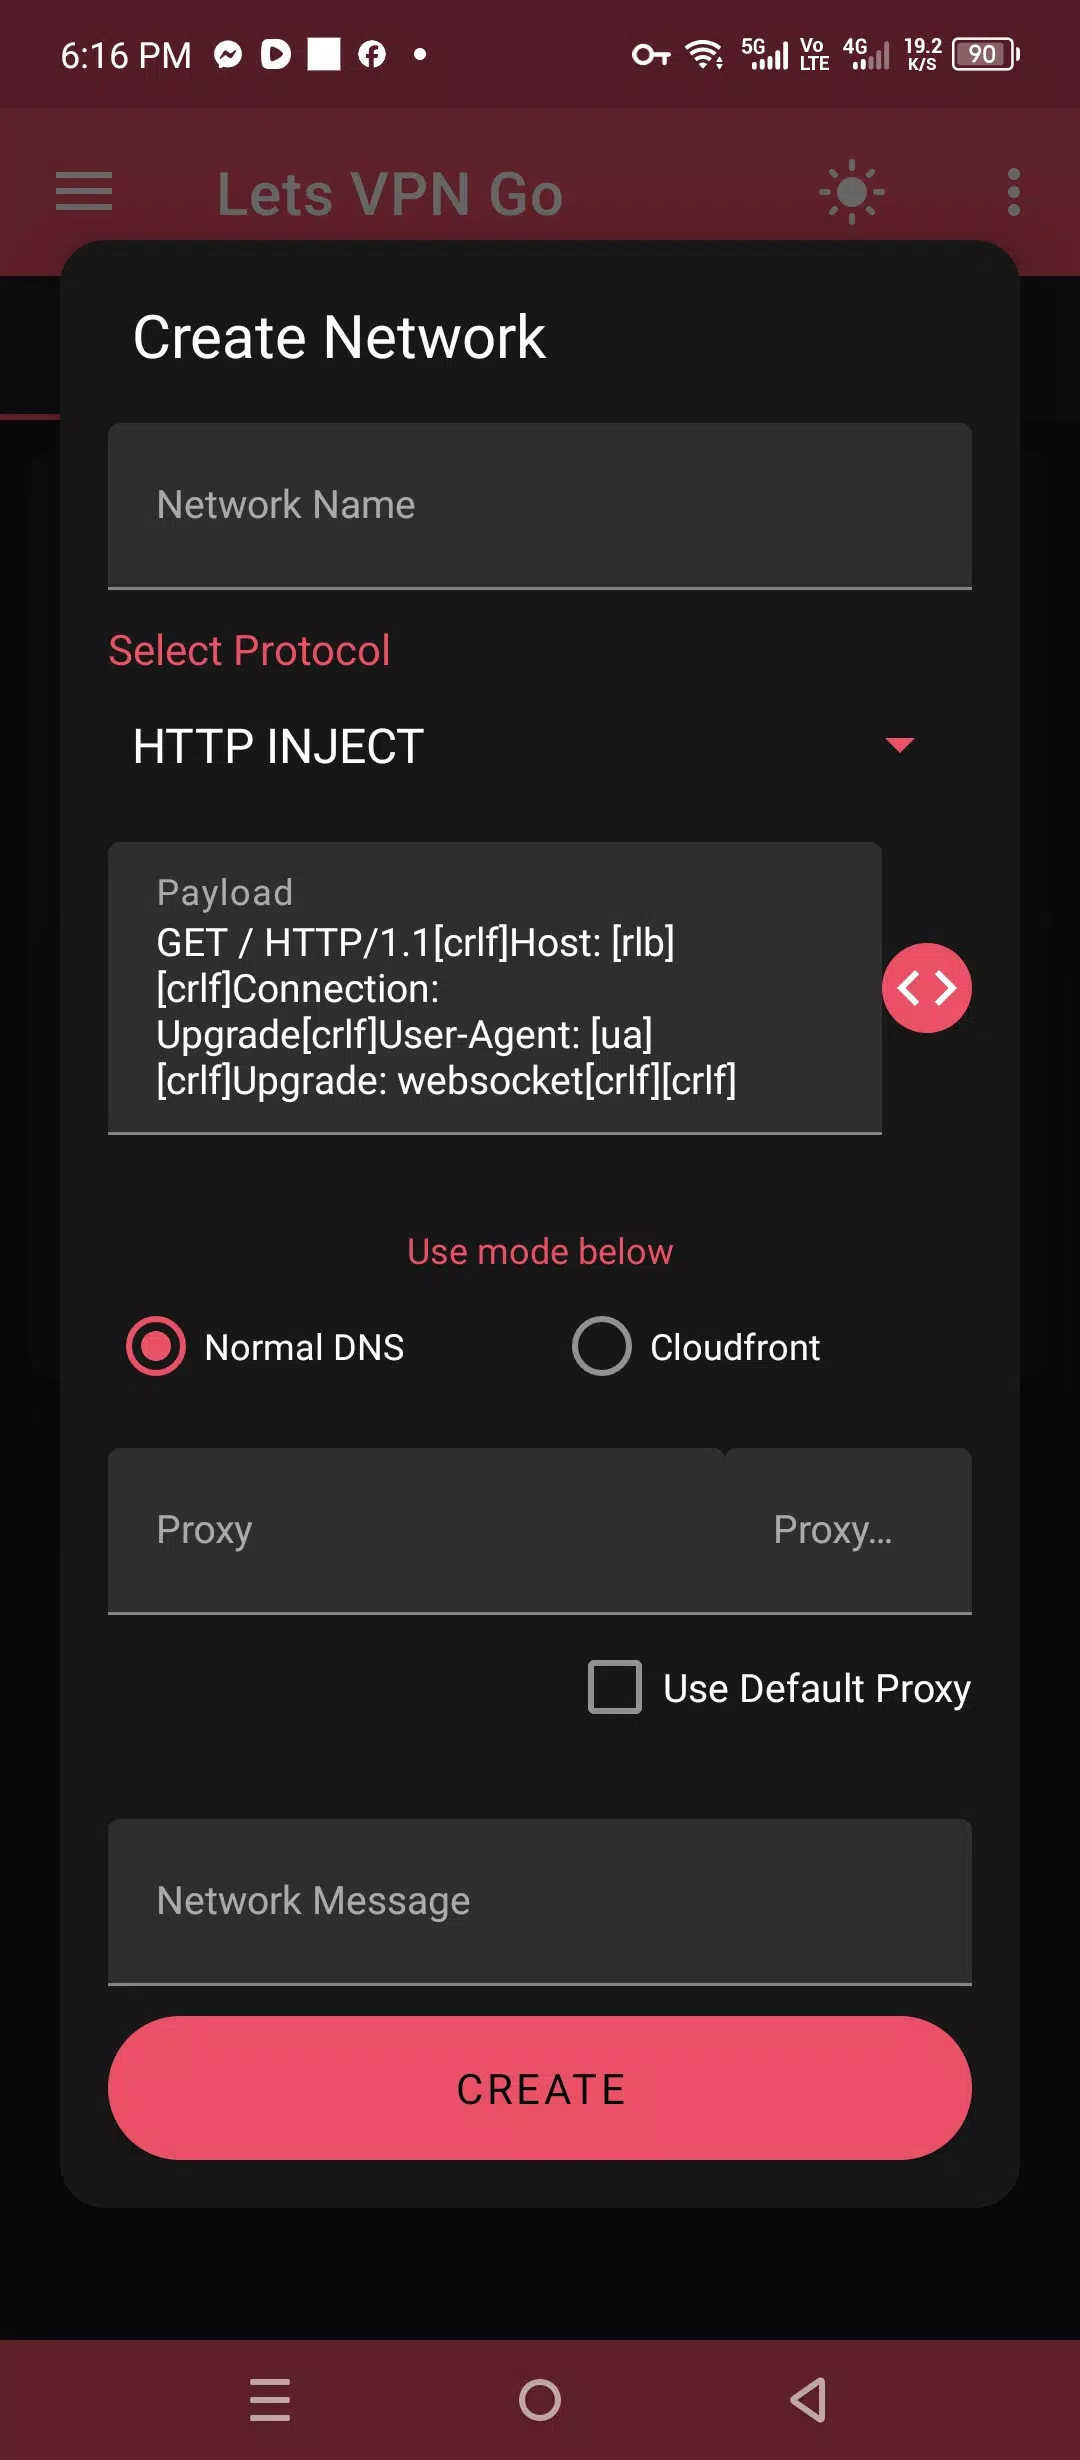 6:16 PM 5G Vo LTE 4G 19.2 K/S 90
Lets VPN Go
Create Network
Network Name
Select Protocol
HTTP INJECT
Payload
GET / HTTP/1.1[crlf]Host: [rlb]
[crlf]Connection:
Upgrade[crlf]User-Agent: [ua]
[crlf]Upgrade: websocket[crlf][crlf]
Use mode below
Normal DNS Cloudfront
Proxy Proxy...
Use Default Proxy
Network Message
CREATE